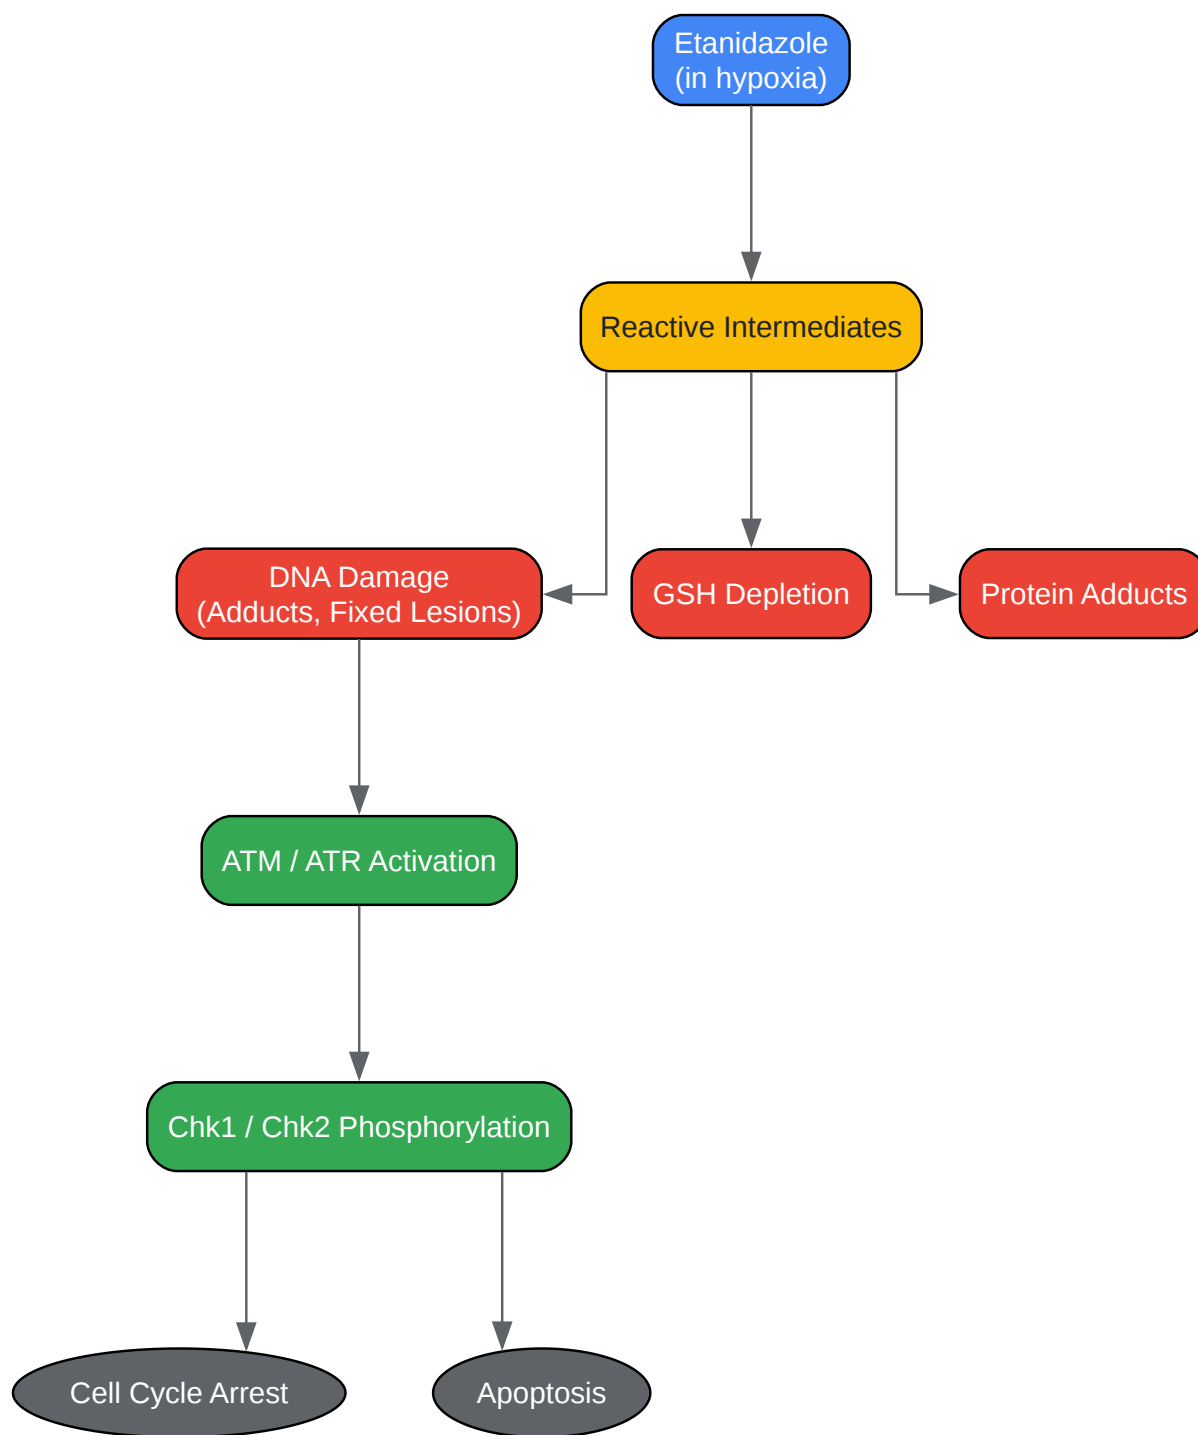 Etanidazole
(in hypoxia)
Reactive Intermediates
DNA Damage
(Adducts, Fixed Lesions)
GSH Depletion
Protein Adducts
ATM / ATR Activation
Chk1 / Chk2 Phosphorylation
Cell Cycle Arrest
Apoptosis